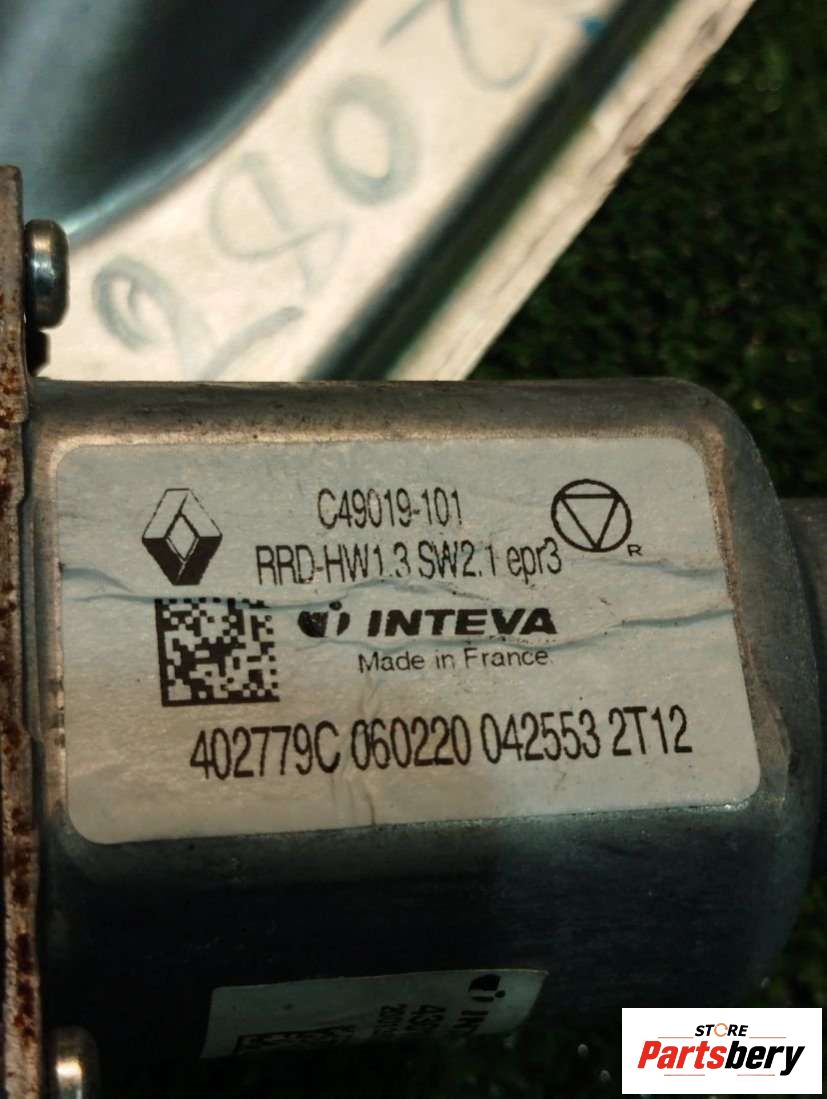 C49019-101
RRD-HW1.3 SW2.1 epr3
R
INTEVA
Made in France
402779C 060220 042553 2T12
STORE
Partsbery